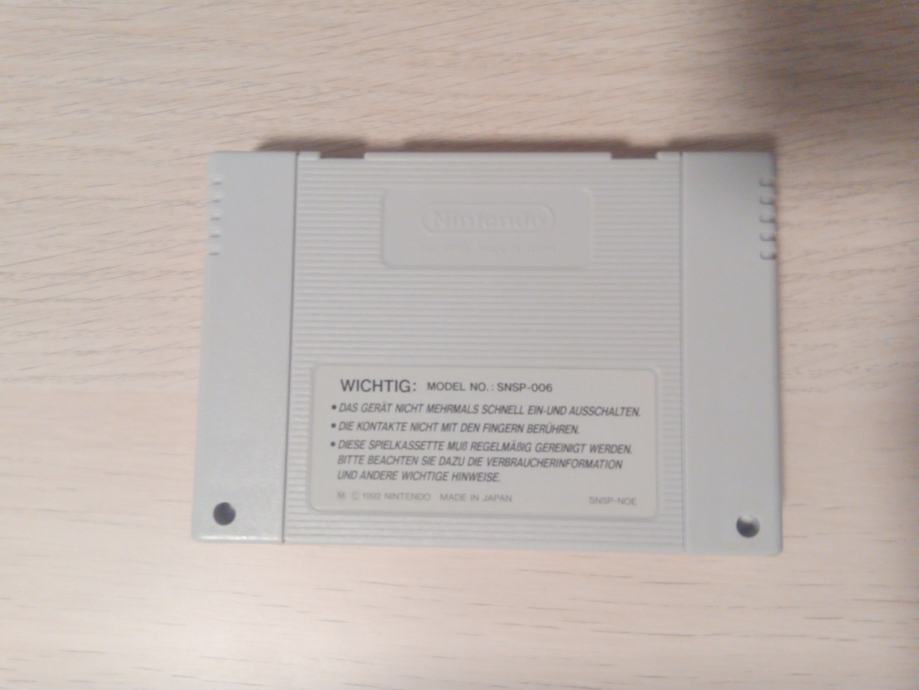 Nintendo
WICHTIG: MODEL NO.: SNSP-006
• DAS GERÄT NICHT MEHRMALS SCHNELL EIN-UND AUSSCHALTEN.
• DIE KONTAKTE NICHT MIT DEN FINGERN BERÜHREN.
• DIESE SPIELKASSETTE MUß REGELMÄßIG GEREINIGT WERDEN.
BITTE BEACHTEN SIE DAZU DIE VERBRAUCHERINFORMATION
UND ANDERE WICHTIGE HINWEISE.
M © 1992 NINTENDO MADE IN JAPAN SNSP-NOE